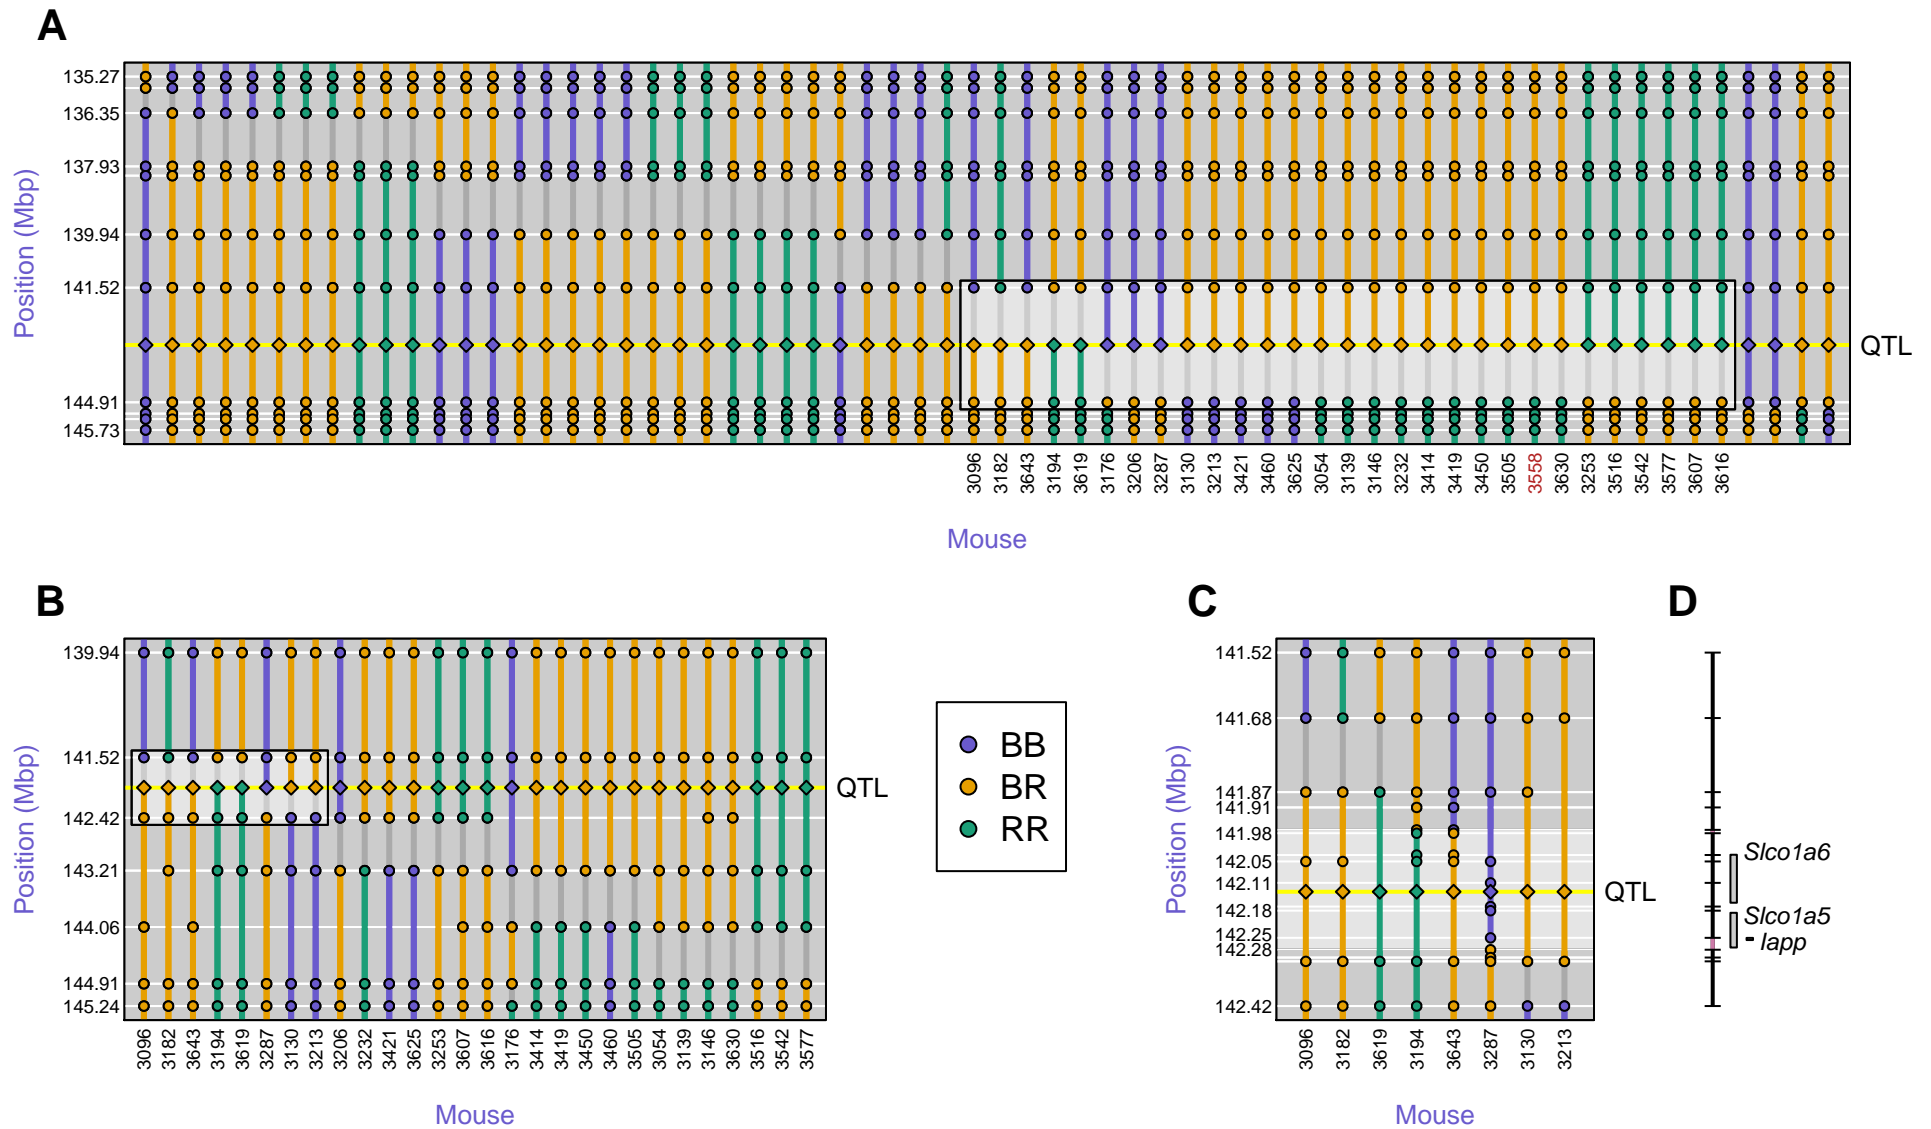 A
135.27
136.35
137.93
139.94
141.52
144.91
145.73
Position (Mbp)
QTL
3096 3182 3643 3194 3619 3176 3206 3287 3130 3213 3421 3460 3625 3054 3139 3146 3232 3414 3419 3450 3505 3558 3630 3253 3516 3542 3577 3607 3616
Mouse
B
139.94
141.52
142.42
143.21
144.06
144.91
145.24
Position (Mbp)
QTL
3096 3182 3643 3194 3619 3287 3130 3213 3206 3232 3421 3625 3253 3607 3616 3176 3414 3419 3450 3460 3505 3054 3139 3146 3630 3516 3542 3577
Mouse
BB
BR
RR
C
141.52
141.68
141.87
141.91
141.98
142.05
142.11
142.18
142.25
142.28
142.42
Position (Mbp)
QTL
3096 3182 3619 3194 3643 3287 3130 3213
Mouse
D
Slco1a6
Slco1a5
Iapp